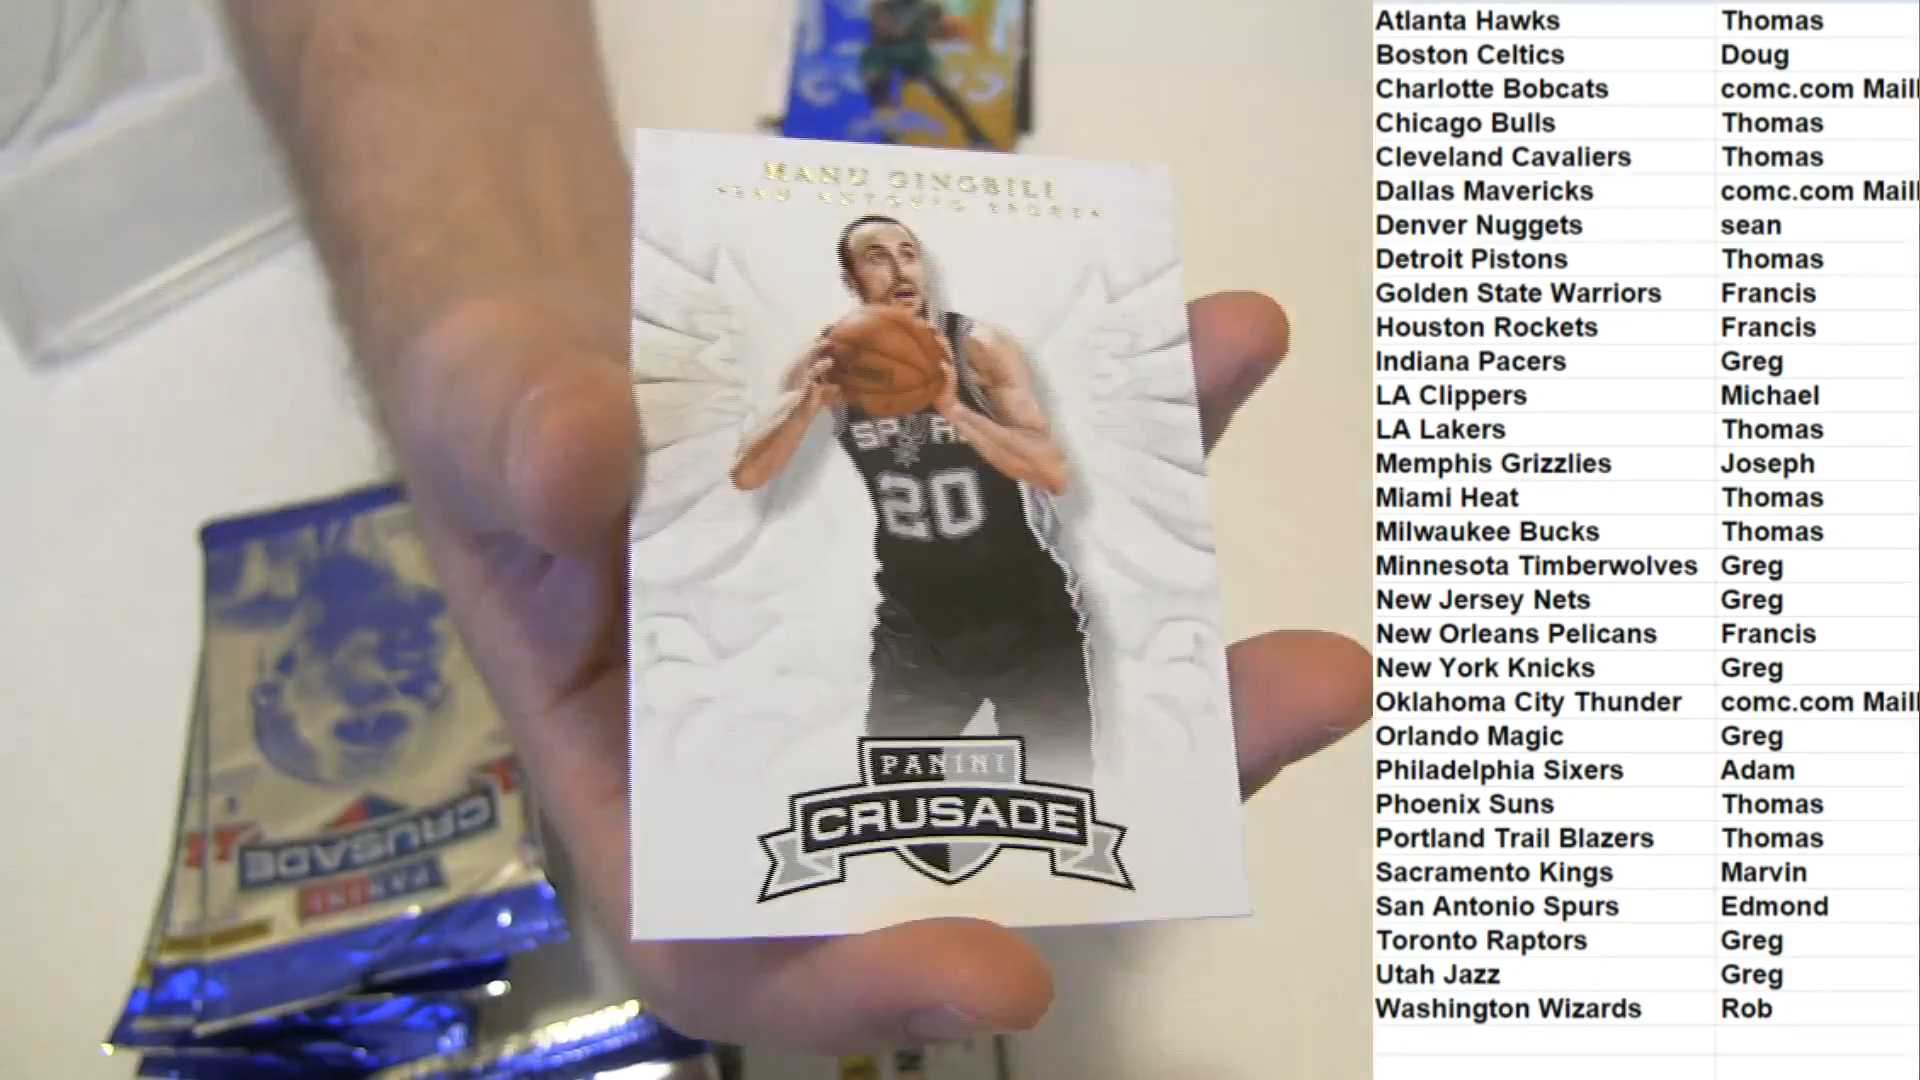 MANU GINOBILI
SAN ANTONIO SPURS
20
PANINI
CRUSADE
CRUSADE
PANINI
Atlanta Hawks Thomas
Boston Celtics Doug
Charlotte Bobcats comc.com Mail
Chicago Bulls Thomas
Cleveland Cavaliers Thomas
Dallas Mavericks comc.com Mail
Denver Nuggets sean
Detroit Pistons Thomas
Golden State Warriors Francis
Houston Rockets Francis
Indiana Pacers Greg
LA Clippers Michael
LA Lakers Thomas
Memphis Grizzlies Joseph
Miami Heat Thomas
Milwaukee Bucks Thomas
Minnesota Timberwolves Greg
New Jersey Nets Greg
New Orleans Pelicans Francis
New York Knicks Greg
Oklahoma City Thunder comc.com Mail
Orlando Magic Greg
Philadelphia Sixers Adam
Phoenix Suns Thomas
Portland Trail Blazers Thomas
Sacramento Kings Marvin
San Antonio Spurs Edmond
Toronto Raptors Greg
Utah Jazz Greg
Washington Wizards Rob